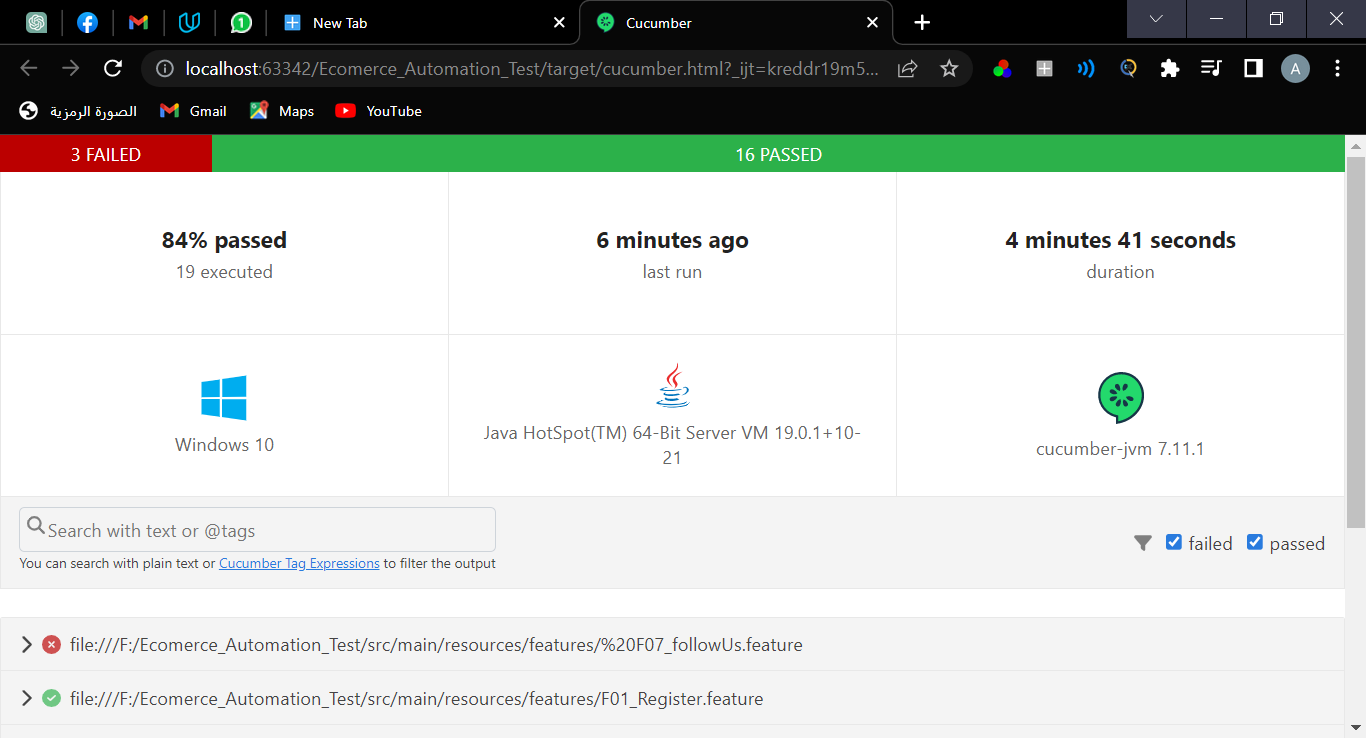 1
New Tab
Cucumber
localhost:63342/Ecomerce_Automation_Test/target/cucumber.html?_ijt=kreddr19m5...
A
الصورة الرمزية
Gmail
Maps
YouTube
3 FAILED
16 PASSED
84% passed
19 executed
6 minutes ago
last run
4 minutes 41 seconds
duration
Windows 10
Java HotSpot(TM) 64-Bit Server VM 19.0.1+10-
21
cucumber-jvm 7.11.1
Search with text or @tags
You can search with plain text or Cucumber Tag Expressions to filter the output
failed
passed
file:///F:/Ecomerce_Automation_Test/src/main/resources/features/%20F07_followUs.feature
file:///F:/Ecomerce_Automation_Test/src/main/resources/features/F01_Register.feature